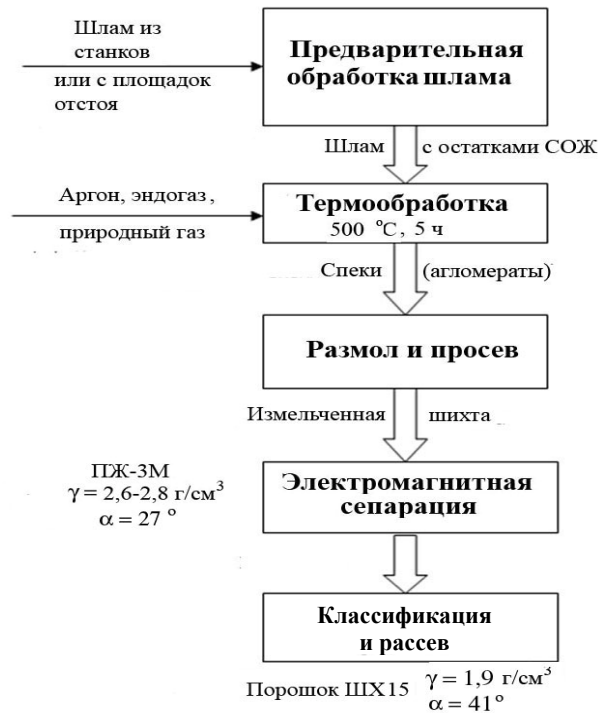 Шлам из
станков
или с площадок
отстоя
Предварительная
обработка шлама
Шлам с остатками СОЖ
Аргон, эндогаз,
природный газ
Термообработка
500 °С, 5 ч
Спеки (агломераты)
Размол и просев
Измельченная шихта
ПЖ-3М
γ = 2,6-2,8 г/см³
α = 27 °
Электромагнитная
сепарация
Классификация
и рассев
Порошок ШХ15
γ = 1,9 г/см³
α = 41°